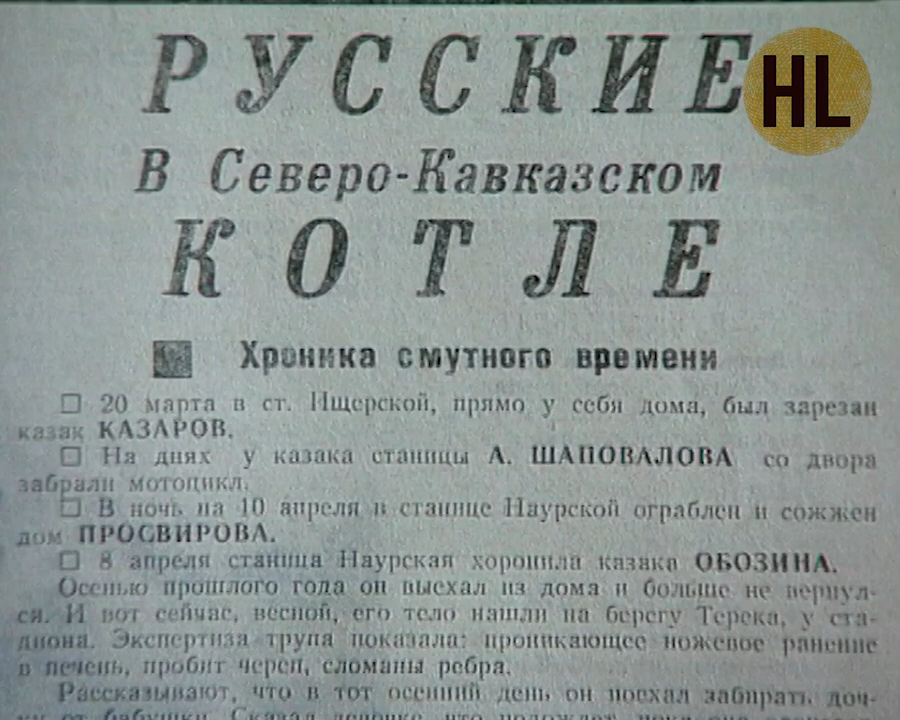 РУССКИЕ
HL
В Северо-Кавказском
КОТЛЕ
Хроника смутного времени
□ 20 марта в ст. Ищерской, прямо у себя дома, был зарезан
казак КАЗАРОВ.
□ На днях у казака станицы А. ШАПОВАЛОВА со двора
забрали мотоцикл.
□ В ночь на 10 апреля в станице Наурской ограблен и сожжен
дом ПРОСВИРОВА.
□ 8 апреля станица Наурская хоронила казака ОБОЗИНА.
Осенью прошлого года он выехал из дома и больше не вернул-
ся. И вот сейчас, весной, его тело нашли на берегу Терека, у ста-
диона. Экспертиза трупа показала: проникающее ножевое ранение
в печень, пробит череп, сломаны ребра.
Рассказывают, что в тот осенний день он поехал забирать доч-
от бабушки. Сказал